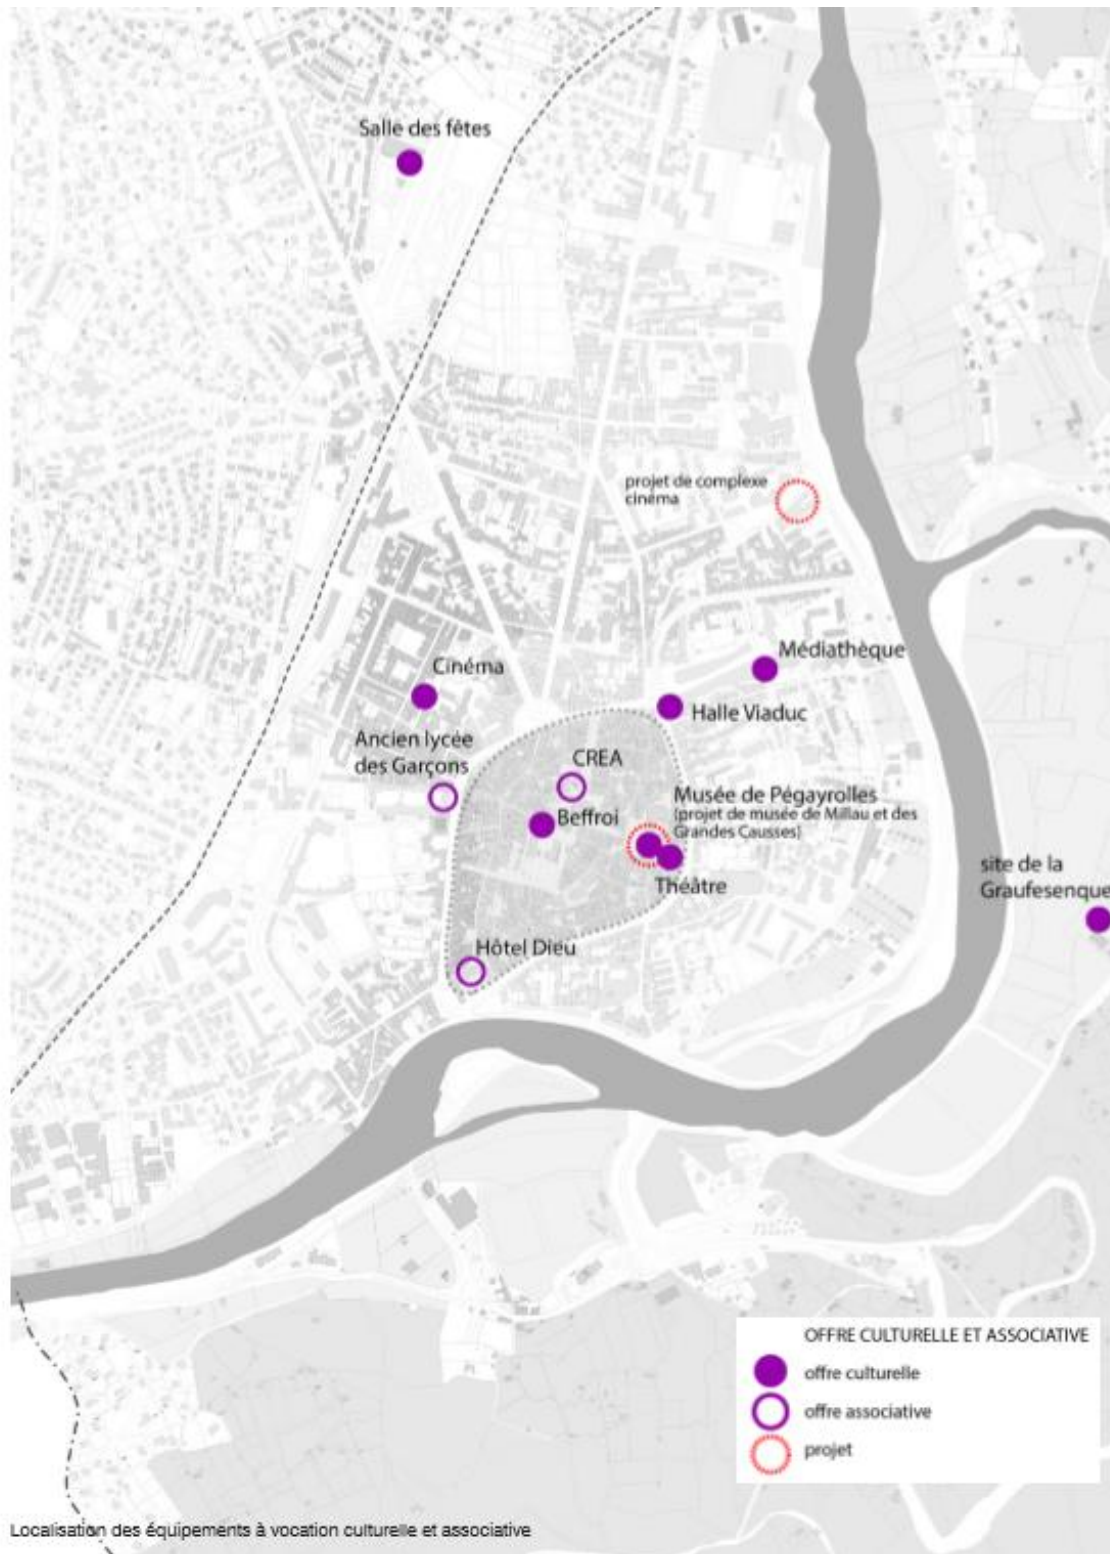 Salle des fêtes
projet de complexe
cinéma
Médiathèque
Cinéma
Halle Viaduc
Ancien lycée
des Garçons
CREA
Musée de Pégayrolles
(projet de musée de Millau et des
Grandes Causses)
Beffroi
Théâtre
site de la
Graufesenque
Hôtel Dieu
OFFRE CULTURELLE ET ASSOCIATIVE
offre culturelle
offre associative
projet
Localisation des équipements à vocation culturelle et associative